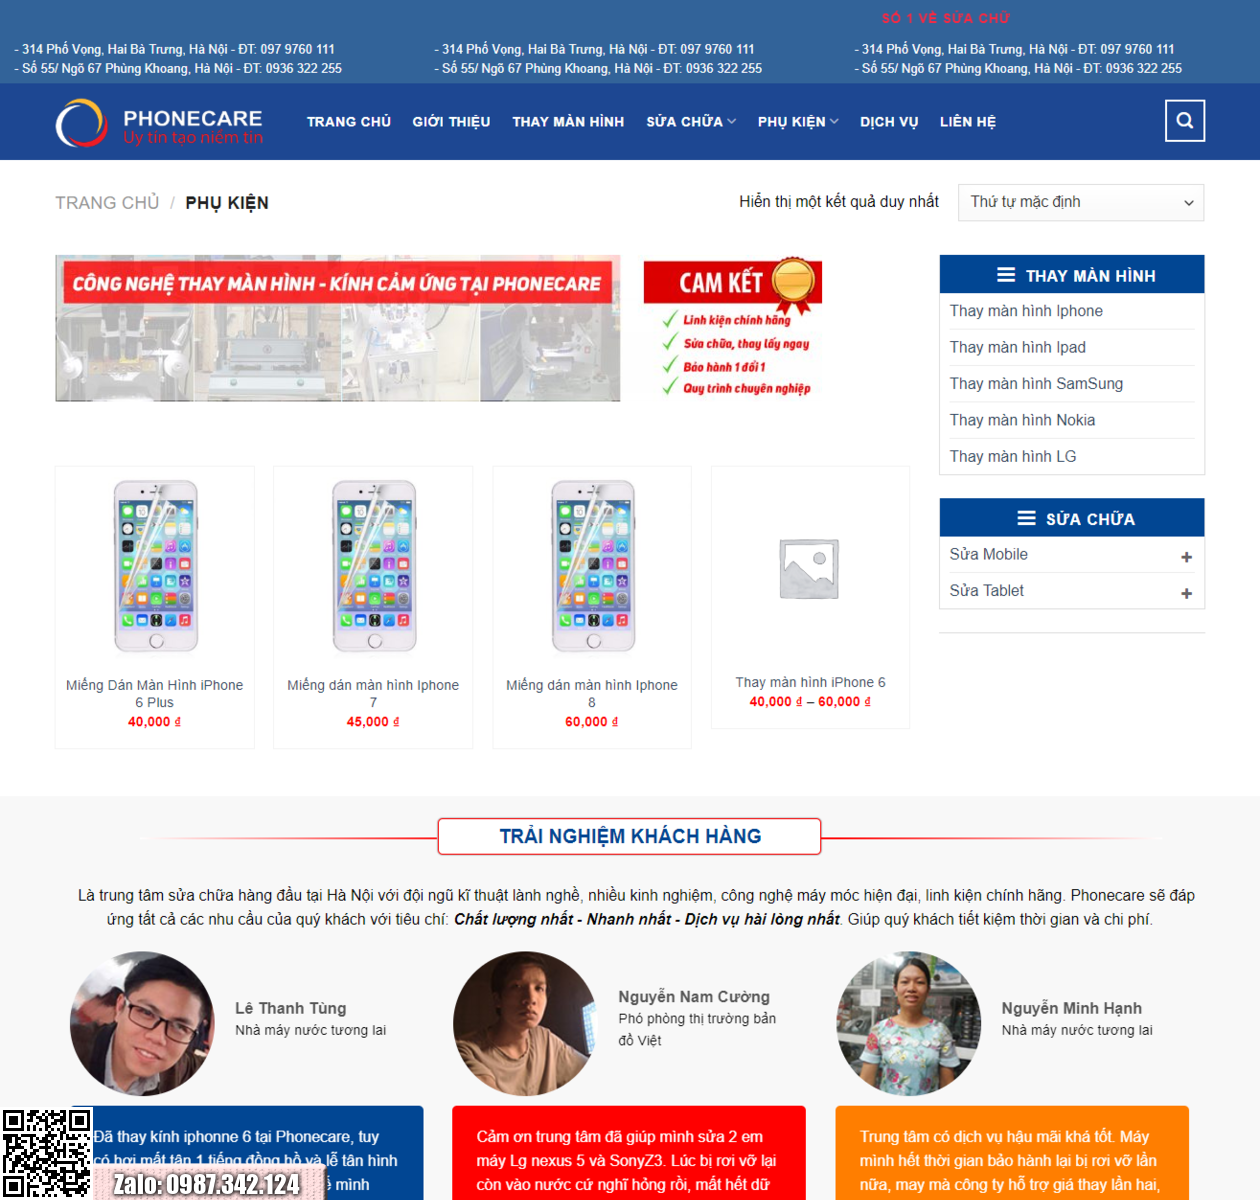 SỐ 1 VỀ SỬA CHỮ
- 314 Phố Vọng, Hai Bà Trưng, Hà Nội - ĐT: 097 9760 111
- Số 55/ Ngõ 67 Phùng Khoang, Hà Nội - ĐT: 0936 322 255
- 314 Phố Vọng, Hai Bà Trưng, Hà Nội - ĐT: 097 9760 111
- Số 55/ Ngõ 67 Phùng Khoang, Hà Nội - ĐT: 0936 322 255
- 314 Phố Vọng, Hai Bà Trưng, Hà Nội - ĐT: 097 9760 111
- Số 55/ Ngõ 67 Phùng Khoang, Hà Nội - ĐT: 0936 322 255
PHONECARE
Uy tín tạo niềm tin
TRANG CHỦ GIỚI THIỆU THAY MÀN HÌNH SỬA CHỮA PHỤ KIỆN DỊCH VỤ LIÊN HỆ
TRANG CHỦ / PHỤ KIỆN
Hiển thị một kết quả duy nhất
Thứ tự mặc định
CÔNG NGHỆ THAY MÀN HÌNH - KÍNH CẢM ỨNG TẠI PHONECARE
CAM KẾT
Linh kiện chính hãng
Sửa chữa, thay lấy ngay
Bảo hành 1 đổi 1
Quy trình chuyên nghiệp
THAY MÀN HÌNH
Thay màn hình Iphone
Thay màn hình Ipad
Thay màn hình SamSung
Thay màn hình Nokia
Thay màn hình LG
SỬA CHỮA
Sửa Mobile
Sửa Tablet
Miếng Dán Màn Hình iPhone
6 Plus
40,000 ₫
Miếng dán màn hình Iphone
7
45,000 ₫
Miếng dán màn hình Iphone
8
60,000 ₫
Thay màn hình iPhone 6
40,000 ₫ – 60,000 ₫
TRẢI NGHIỆM KHÁCH HÀNG
Là trung tâm sửa chữa hàng đầu tại Hà Nội với đội ngũ kĩ thuật lành nghề, nhiều kinh nghiệm, công nghệ máy móc hiện đại, linh kiện chính hãng. Phonecare sẽ đáp
ứng tất cả các nhu cầu của quý khách với tiêu chí: Chất lượng nhất - Nhanh nhất - Dịch vụ hài lòng nhất. Giúp quý khách tiết kiệm thời gian và chi phí.
Lê Thanh Tùng
Nhà máy nước tương lai
Đã thay kính iphonne 6 tại Phonecare, tuy
có hơi mất tận 1 tiếng đồng hồ và lễ tân hình
mình
Nguyễn Nam Cường
Phó phòng thị trường bản
đồ Việt
Cảm ơn trung tâm đã giúp mình sửa 2 em
máy Lg nexus 5 và SonyZ3. Lúc bị rơi vỡ lại
còn vào nước cứ nghĩ hỏng rồi, mất hết dữ
Nguyễn Minh Hạnh
Nhà máy nước tương lai
Trung tâm có dịch vụ hậu mãi khá tốt. Máy
mình hết thời gian bảo hành lại bị rơi vỡ lần
nữa, may mà công ty hỗ trợ giá thay lần hai,
Zalo: 0987.342.124